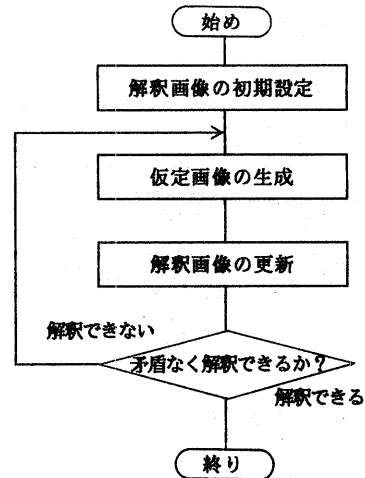 始め
解釈画像の初期設定
仮定画像の生成
解釈画像の更新
解釈できない
矛盾なく解釈できるか？
解釈できる
終り